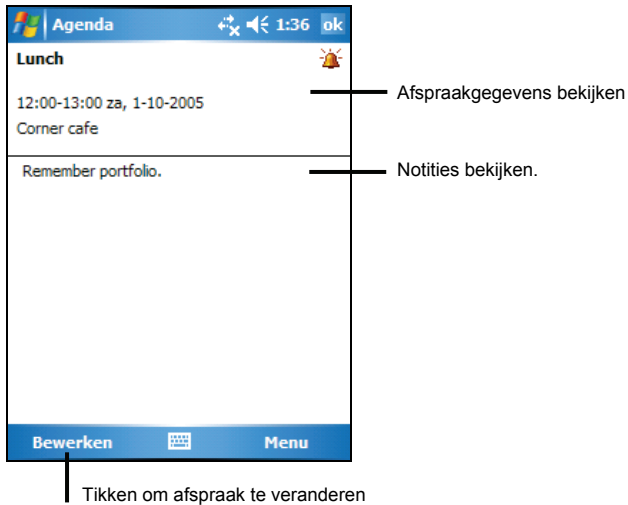 Agenda 1:36 ok
Lunch
12:00-13:00 za, 1-10-2005
Corner cafe
Afspraakgegevens bekijken
Remember portfolio.
Notities bekijken.
Bewerken Menu
Tikken om afspraak te veranderen